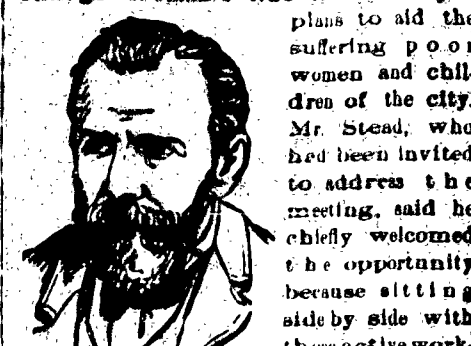 plans to aid the
suffering poor
women and chil
dren of the city.
Mr. Stead, who
had been invited
to address the
meeting, said he
chiefly welcomed
the opportunity
because sitting
side by side with